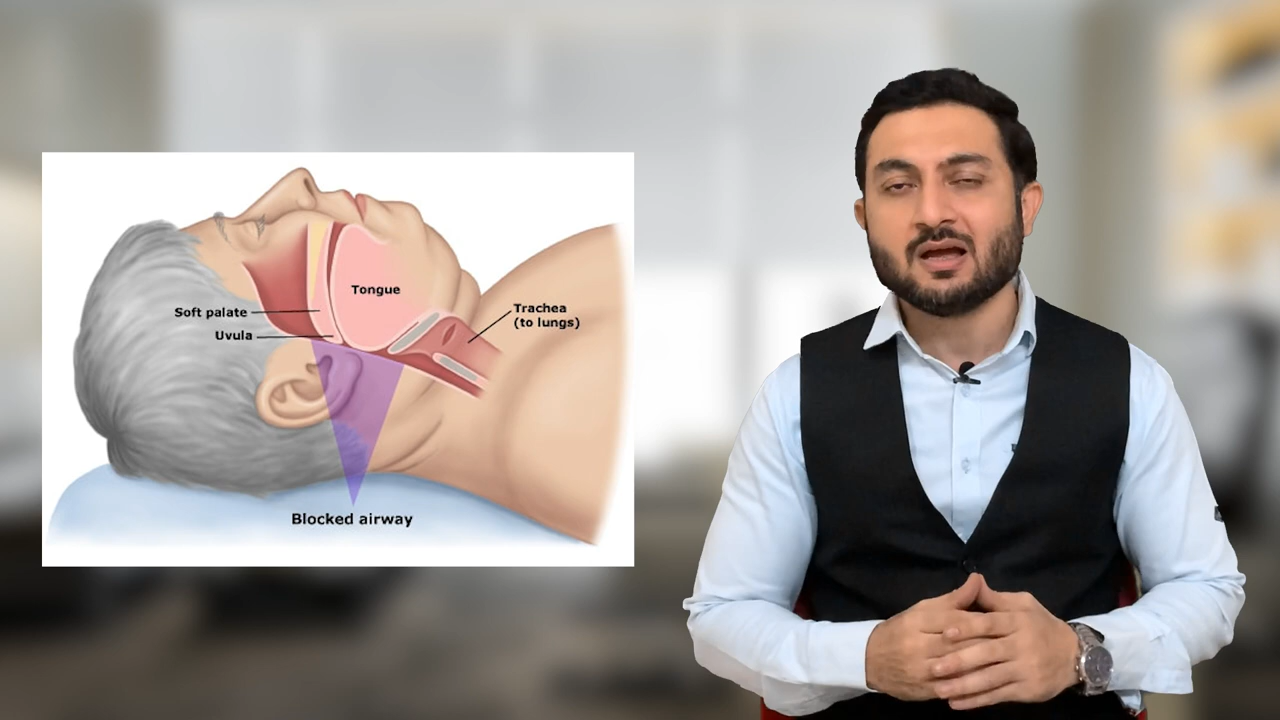 Tongue
Soft palate
Uvula
Trachea
(to lungs)
Blocked airway